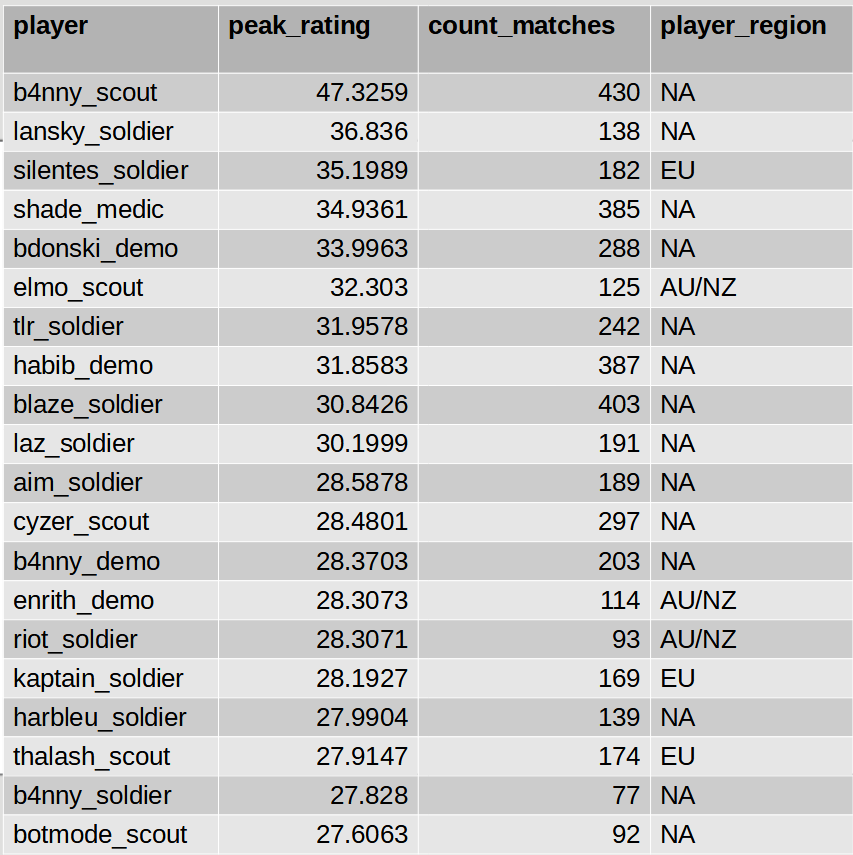 player peak_rating count_matches player_region
b4nny_scout 47.3259 430 NA
lansky_soldier 36.836 138 NA
silentes_soldier 35.1989 182 EU
shade_medic 34.9361 385 NA
bdonski_demo 33.9963 288 NA
elmo_scout 32.303 125 AU/NZ
tlr_soldier 31.9578 242 NA
habib_demo 31.8583 387 NA
blaze_soldier 30.8426 403 NA
laz_soldier 30.1999 191 NA
aim_soldier 28.5878 189 NA
cyzer_scout 28.4801 297 NA
b4nny_demo 28.3703 203 NA
enrith_demo 28.3073 114 AU/NZ
riot_soldier 28.3071 93 AU/NZ
kaptain_soldier 28.1927 169 EU
harbleu_soldier 27.9904 139 NA
thalash_scout 27.9147 174 EU
b4nny_soldier 27.828 77 NA
botmode_scout 27.6063 92 NA